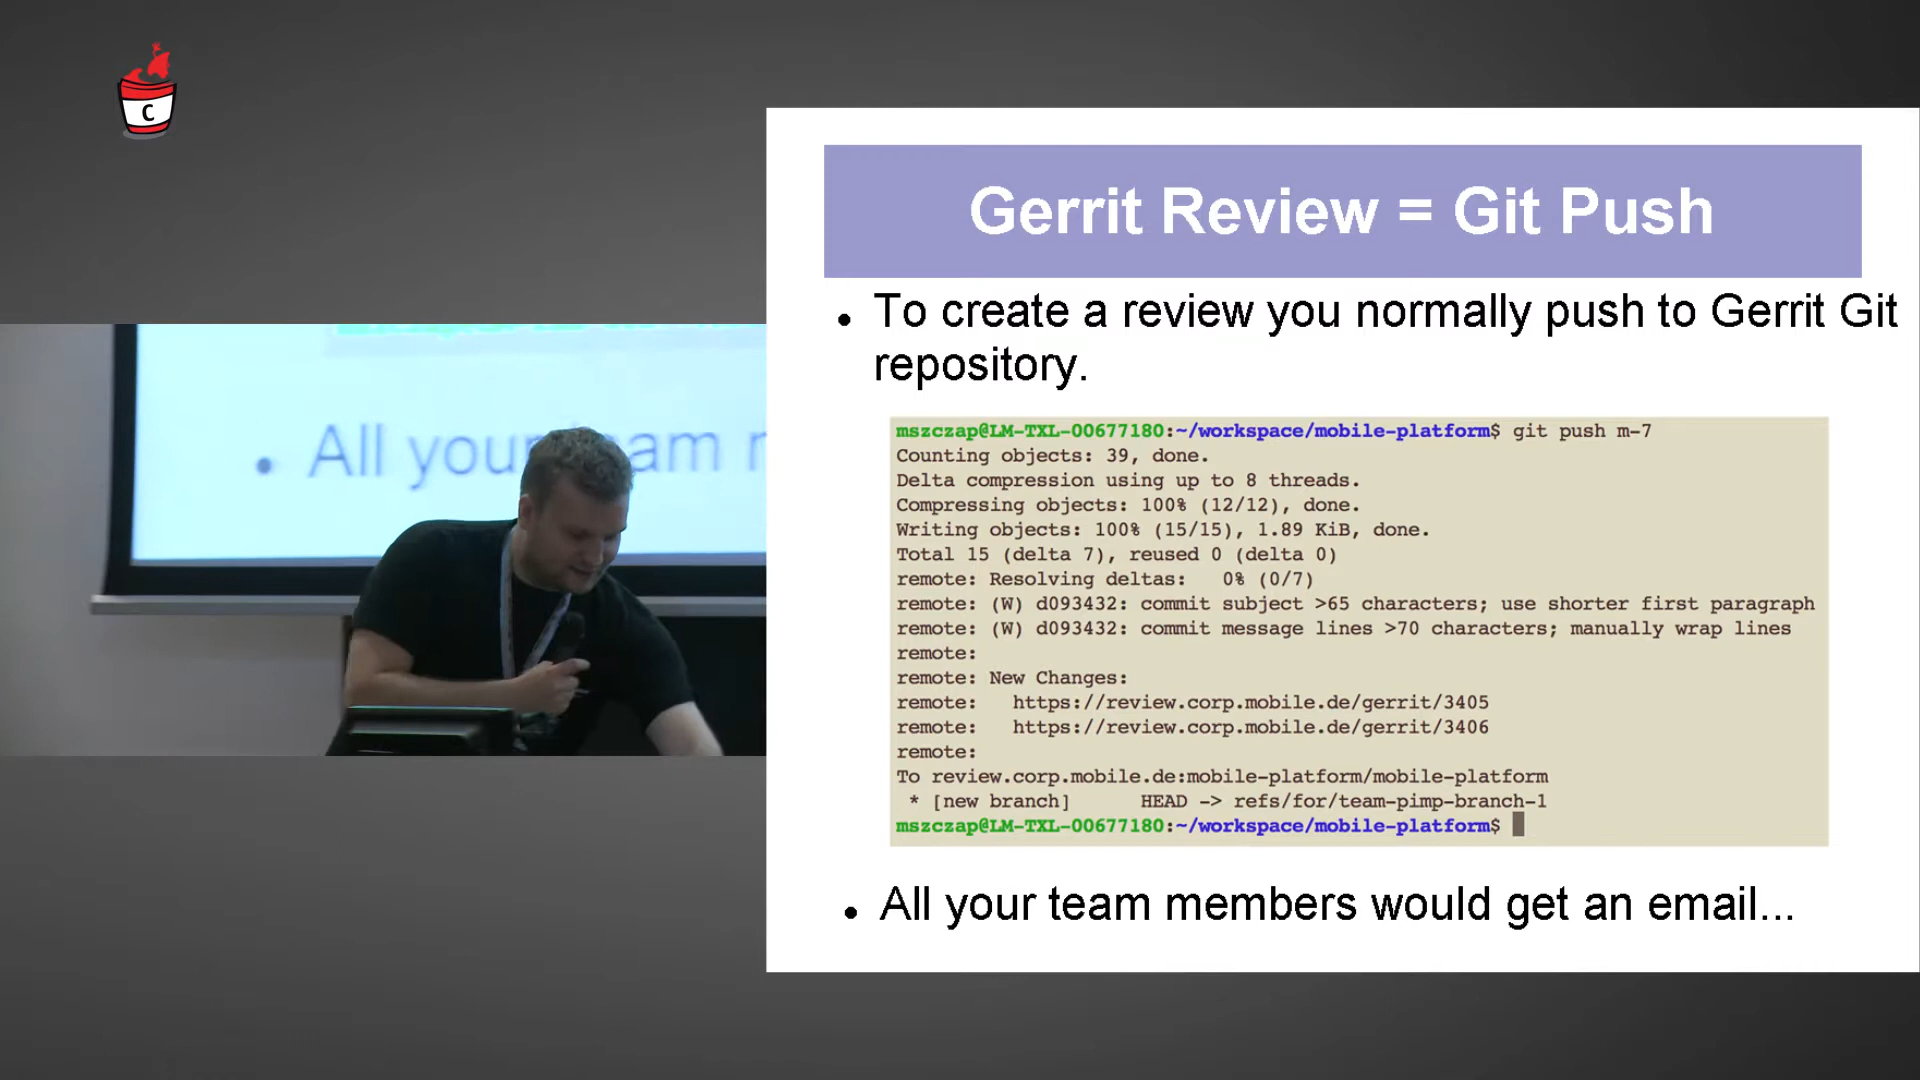 C
Gerrit Review = Git Push
• To create a review you normally push to Gerrit Git
repository.
mszczap@LM-TXL-00677180:~/workspace/mobile-platform$ git push m-7
Counting objects: 39, done.
Delta compression using up to 8 threads.
Compressing objects: 100% (12/12), done.
Writing objects: 100% (15/15), 1.89 KiB, done.
Total 15 (delta 7), reused 0 (delta 0)
remote: Resolving deltas:   0% (0/7)
remote: (W) d093432: commit subject >65 characters; use shorter first paragraph
remote: (W) d093432: commit message lines >70 characters; manually wrap lines
remote:
remote: New Changes:
remote:   https://review.corp.mobile.de/gerrit/3405
remote:   https://review.corp.mobile.de/gerrit/3406
remote:
To review.corp.mobile.de:mobile-platform/mobile-platform
 * [new branch]      HEAD -> refs/for/team-pimp-branch-1
mszczap@LM-TXL-00677180:~/workspace/mobile-platform$
• All your team members would get an email...
• All your team